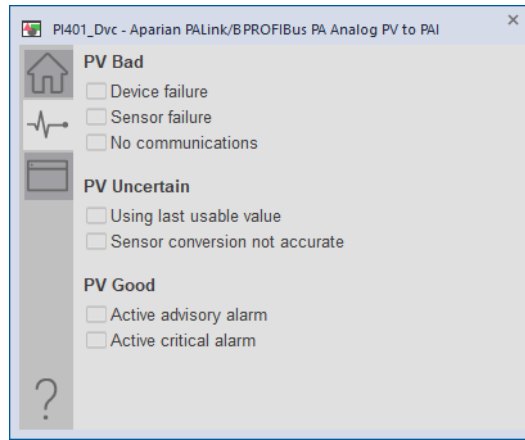 PI401_Dvc - Aparian PALink/BPROFIBus PA Analog PV to PAI
PV Bad
Device failure
Sensor failure
No communications
PV Uncertain
Using last usable value
Sensor conversion not accurate
PV Good
Active advisory alarm
Active critical alarm
?